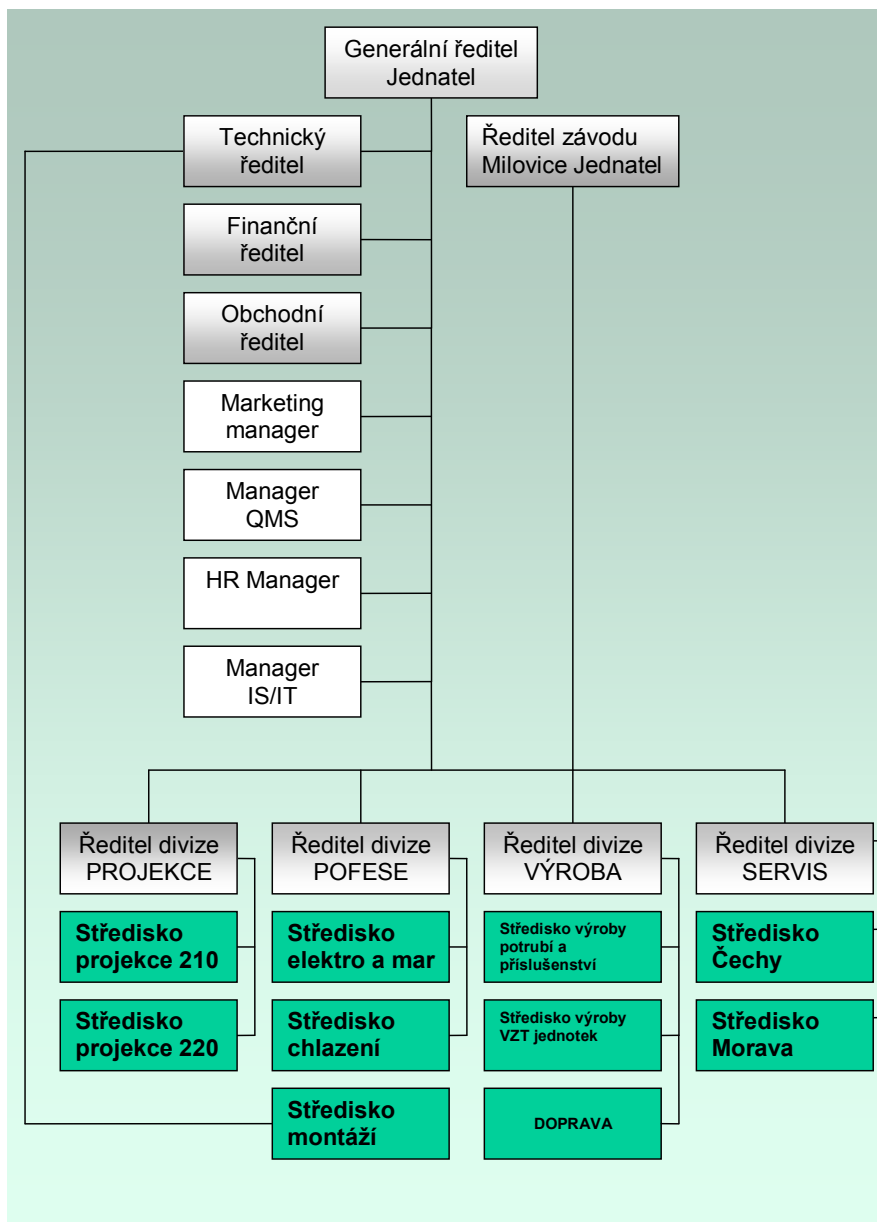 Generální ředitel
Jednatel
Technický
ředitel
Ředitel závodu
Milovice Jednatel
Finanční
ředitel
Obchodní
ředitel
Marketing
manager
Manager
QMS
HR Manager
Manager
IS/IT
Ředitel divize
PROJEKCE
Ředitel divize
POFESE
Ředitel divize
VÝROBA
Ředitel divize
SERVIS
Středisko
projekce 210
Středisko
elektro a mar
Středisko výroby
potrubí a
příslušenství
Středisko
Čechy
Středisko
projekce 220
Středisko
chlazení
Středisko výroby
VZT jednotek
Středisko
Morava
Středisko
montáží
DOPRAVA